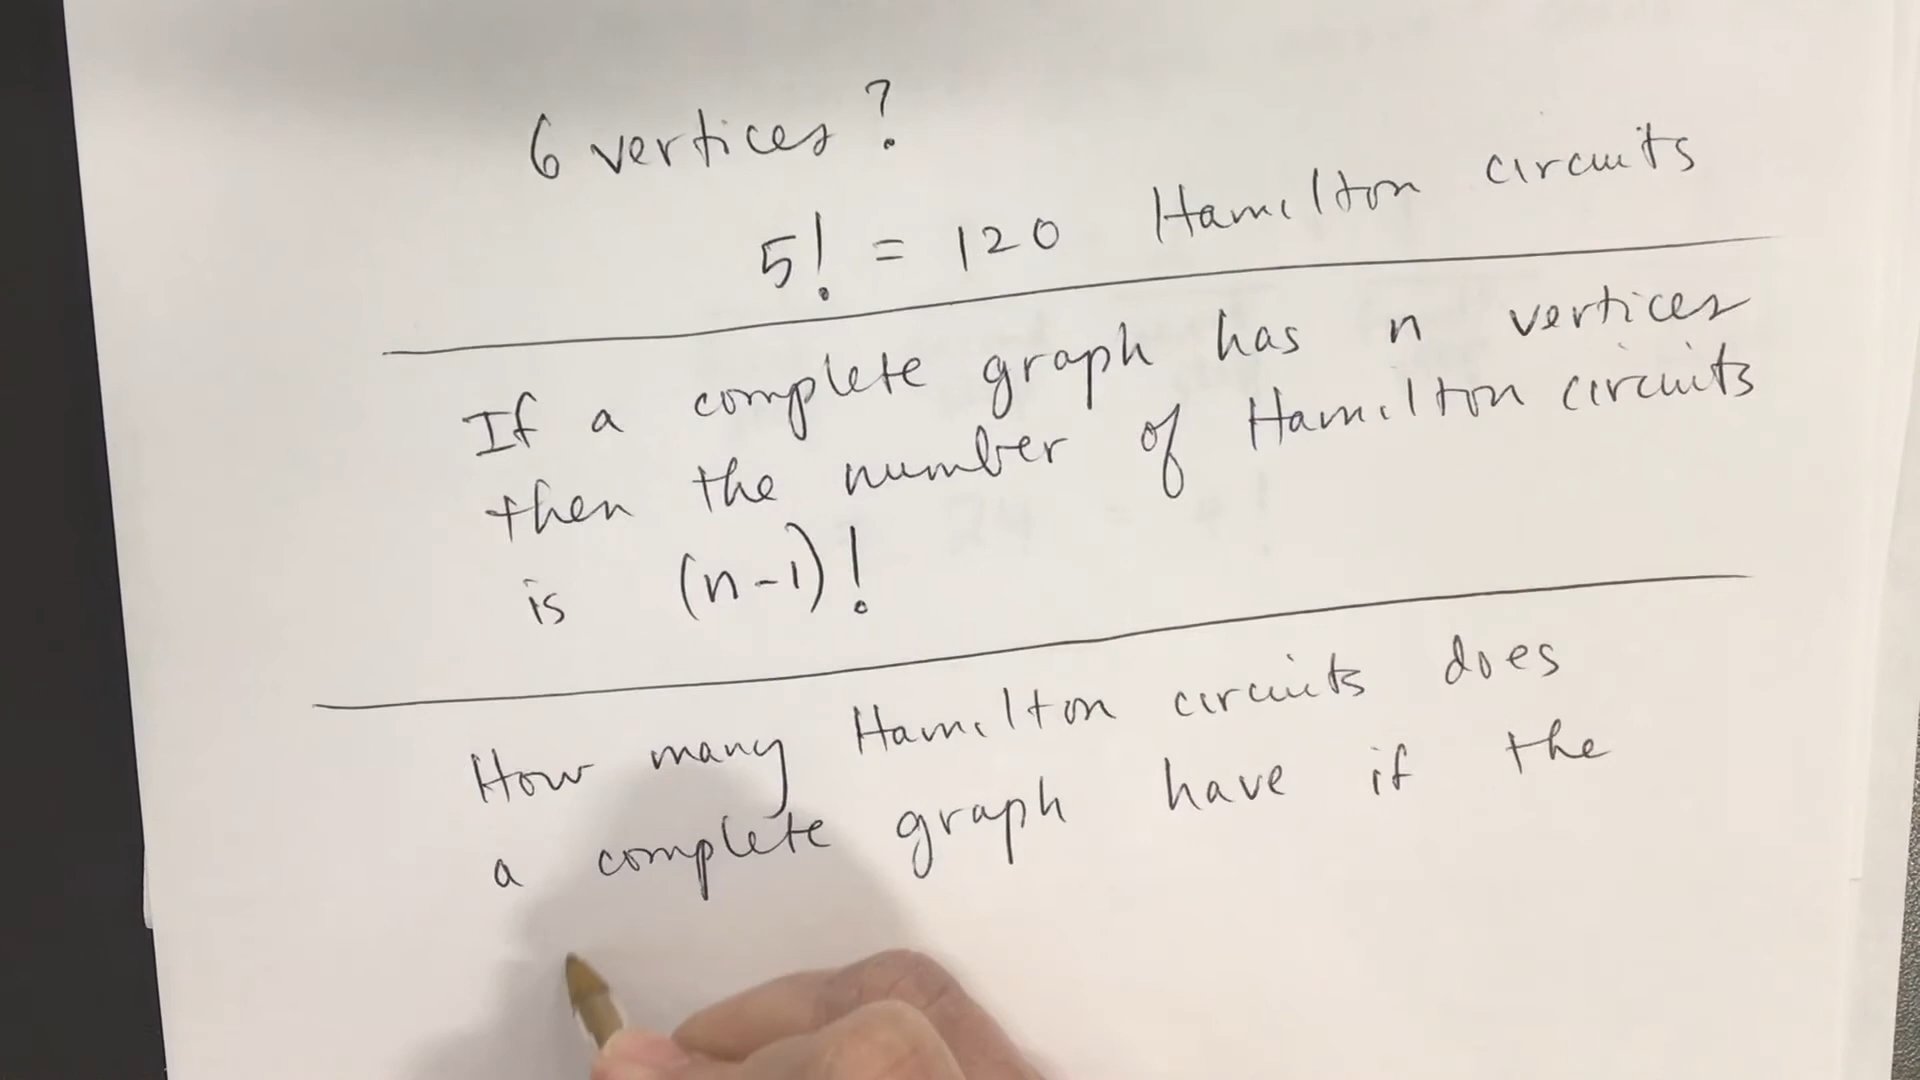 6 vertices?
5! = 120 Hamilton circuits
If a complete graph has n vertices
then the number of Hamilton circuits
is (n-1)!
How many Hamilton circuits does
a complete graph have if the